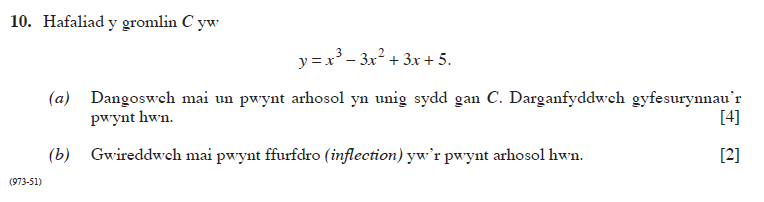 10. Hafaliad y gromlin C yw
y = x³ – 3x² + 3x + 5.
(a) Dangoswch mai un pwynt arhosol yn unig sydd gan C. Darganfyddwch gyfesurynnau’r
pwynt hwn. [4]
(b) Gwireddwch mai pwynt ffurfdro (inflection) yw’r pwynt arhosol hwn. [2]
(973-51)